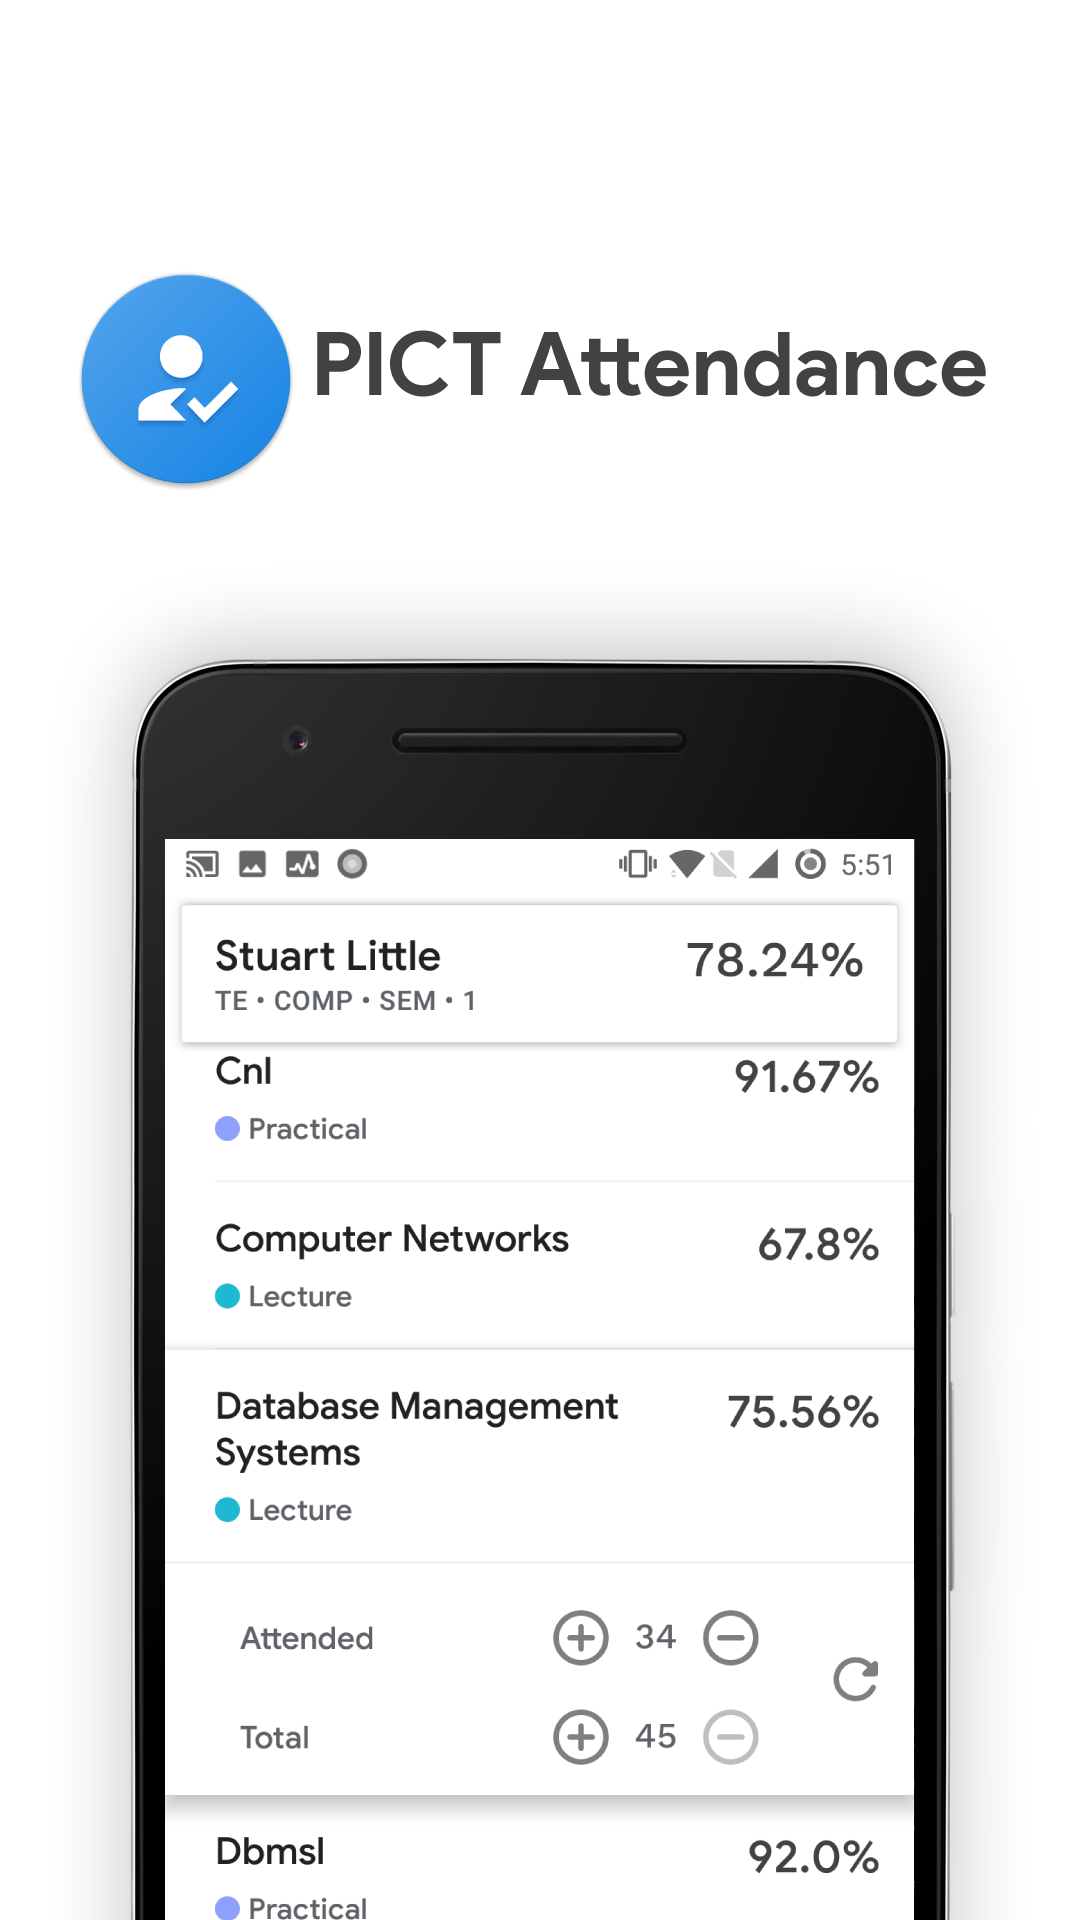 PICT Attendance
5:51
Stuart Little 78.24%
TE • COMP • SEM • 1
Cnl 91.67%
Practical
Computer Networks 67.8%
Lecture
Database Management 75.56%
Systems
Lecture
Attended 34
Total 45
Dbmsl 92.0%
Practical